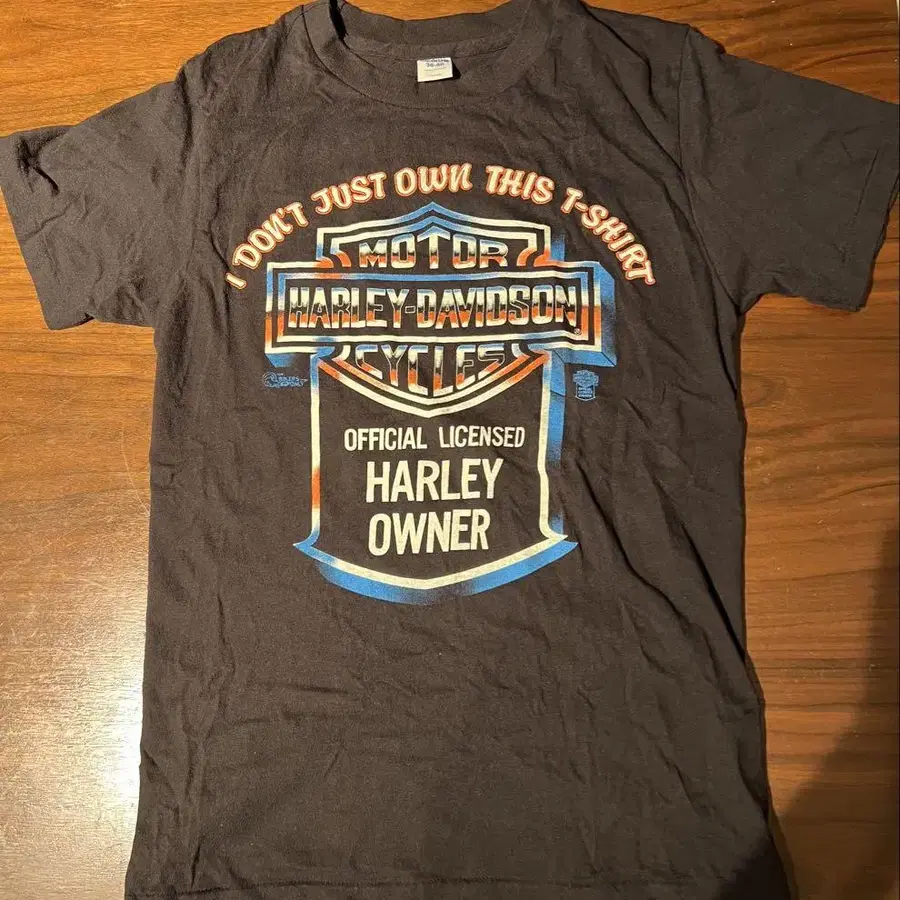 I DON'T JUST OWN THIS T-SHIRT
MOTOR
HARLEY-DAVIDSON
®
CYCLES
OFFICIAL LICENSED
HARLEY
OWNER